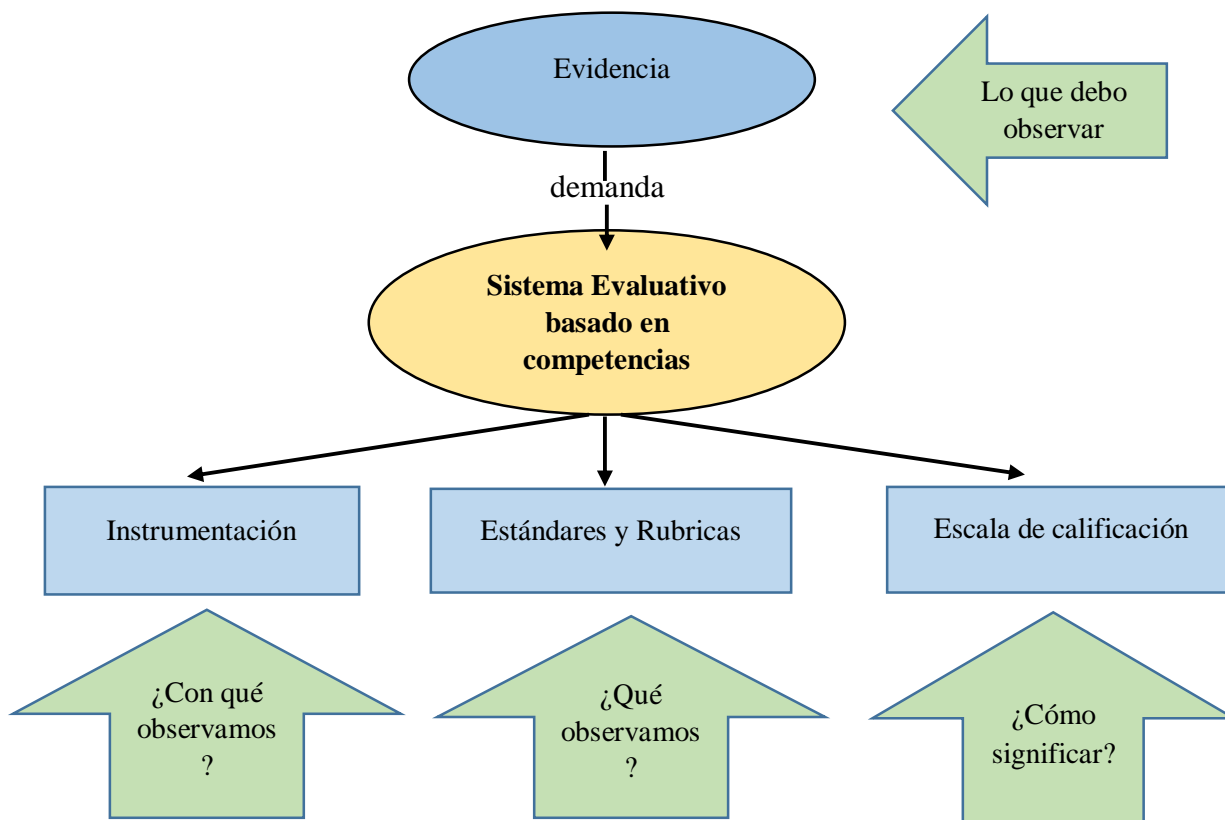 Evidencia
Lo que debo
observar
demanda
Sistema Evaluativo
basado en
competencias
Instrumentación
Estándares y Rubricas
Escala de calificación
¿Con qué
observamos
?
¿Qué
observamos
?
¿Cómo
significar?